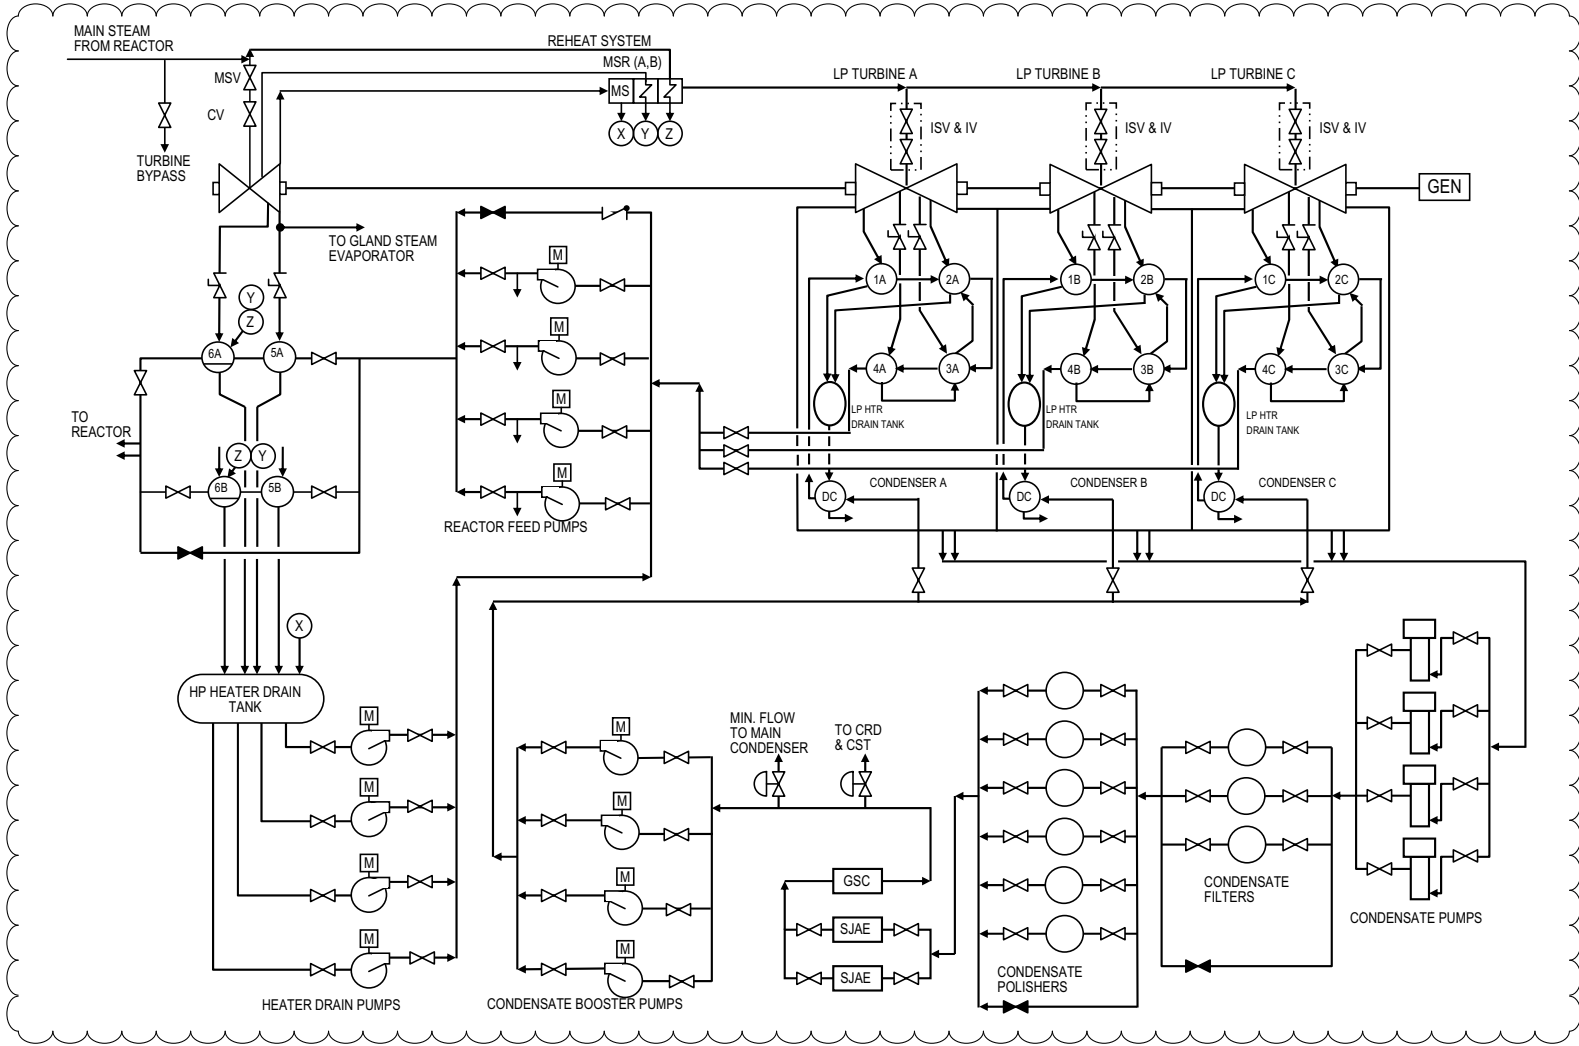 MAIN STEAM
FROM REACTOR
REHEAT SYSTEM
MSR (A,B)
LP TURBINE A
LP TURBINE B
LP TURBINE C
MSV
CV
MS
X
Y
Z
ISV & IV
ISV & IV
ISV & IV
TURBINE
BYPASS
GEN
TO GLAND STEAM
EVAPORATOR
M
M
M
M
Y
Z
6A
5A
1A
2A
1B
2B
1C
2C
4A
3A
4B
3B
4C
3C
TO
REACTOR
LP HTR
DRAIN TANK
LP HTR
DRAIN TANK
LP HTR
DRAIN TANK
Z
Y
6B
5B
CONDENSER A
CONDENSER B
CONDENSER C
DC
DC
DC
REACTOR FEED PUMPS
X
HP HEATER DRAIN
TANK
M
M
M
M
HEATER DRAIN PUMPS
M
M
M
M
CONDENSATE BOOSTER PUMPS
MIN. FLOW
TO MAIN
CONDENSER
TO CRD
& CST
GSC
SJAE
SJAE
CONDENSATE
POLISHERS
CONDENSATE
FILTERS
CONDENSATE PUMPS